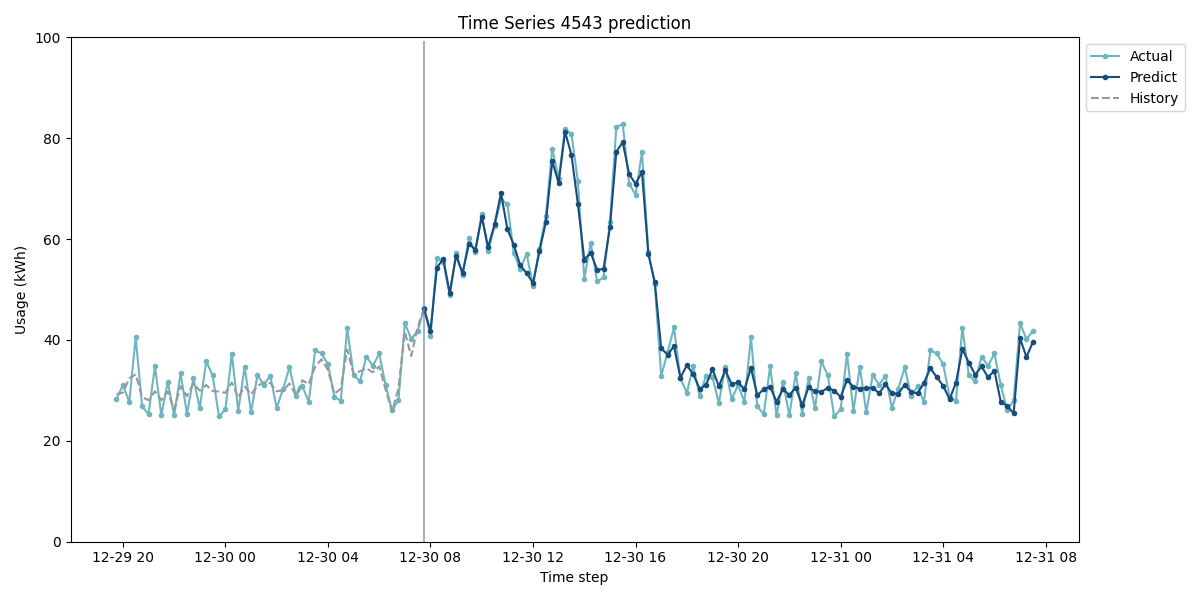 Time Series 4543 prediction
Usage (kWh)
100
80
60
40
20
0
12-29 20
12-30 00
12-30 04
12-30 08
12-30 12
12-30 16
12-30 20
12-31 00
12-31 04
12-31 08
Time step
Actual
Predict
History